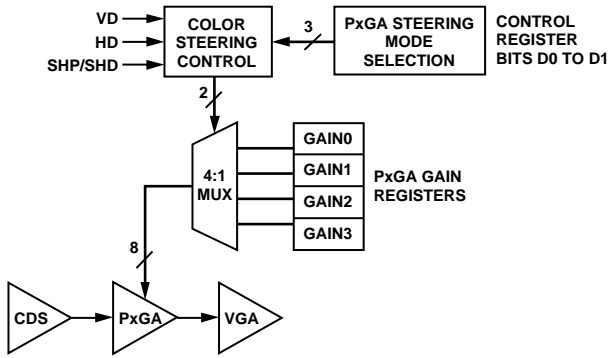 VD
HD
SHP/SHD
COLOR
STEERING
CONTROL
3
PxGA STEERING
MODE
SELECTION
CONTROL
REGISTER
BITS D0 TO D1
2
4:1
MUX
GAIN0
GAIN1
GAIN2
GAIN3
PxGA GAIN
REGISTERS
8
CDS
PxGA
VGA